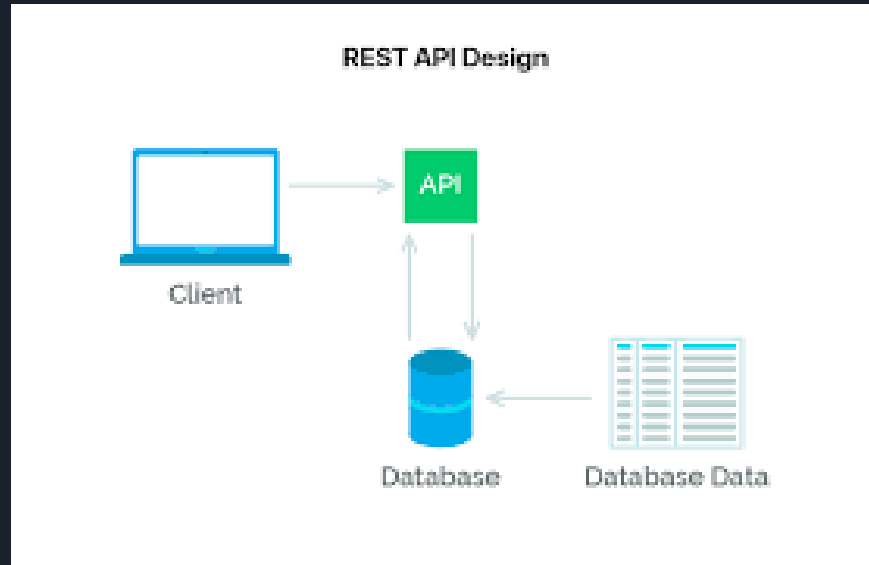 REST API Design
API
Client
Database
Database Data